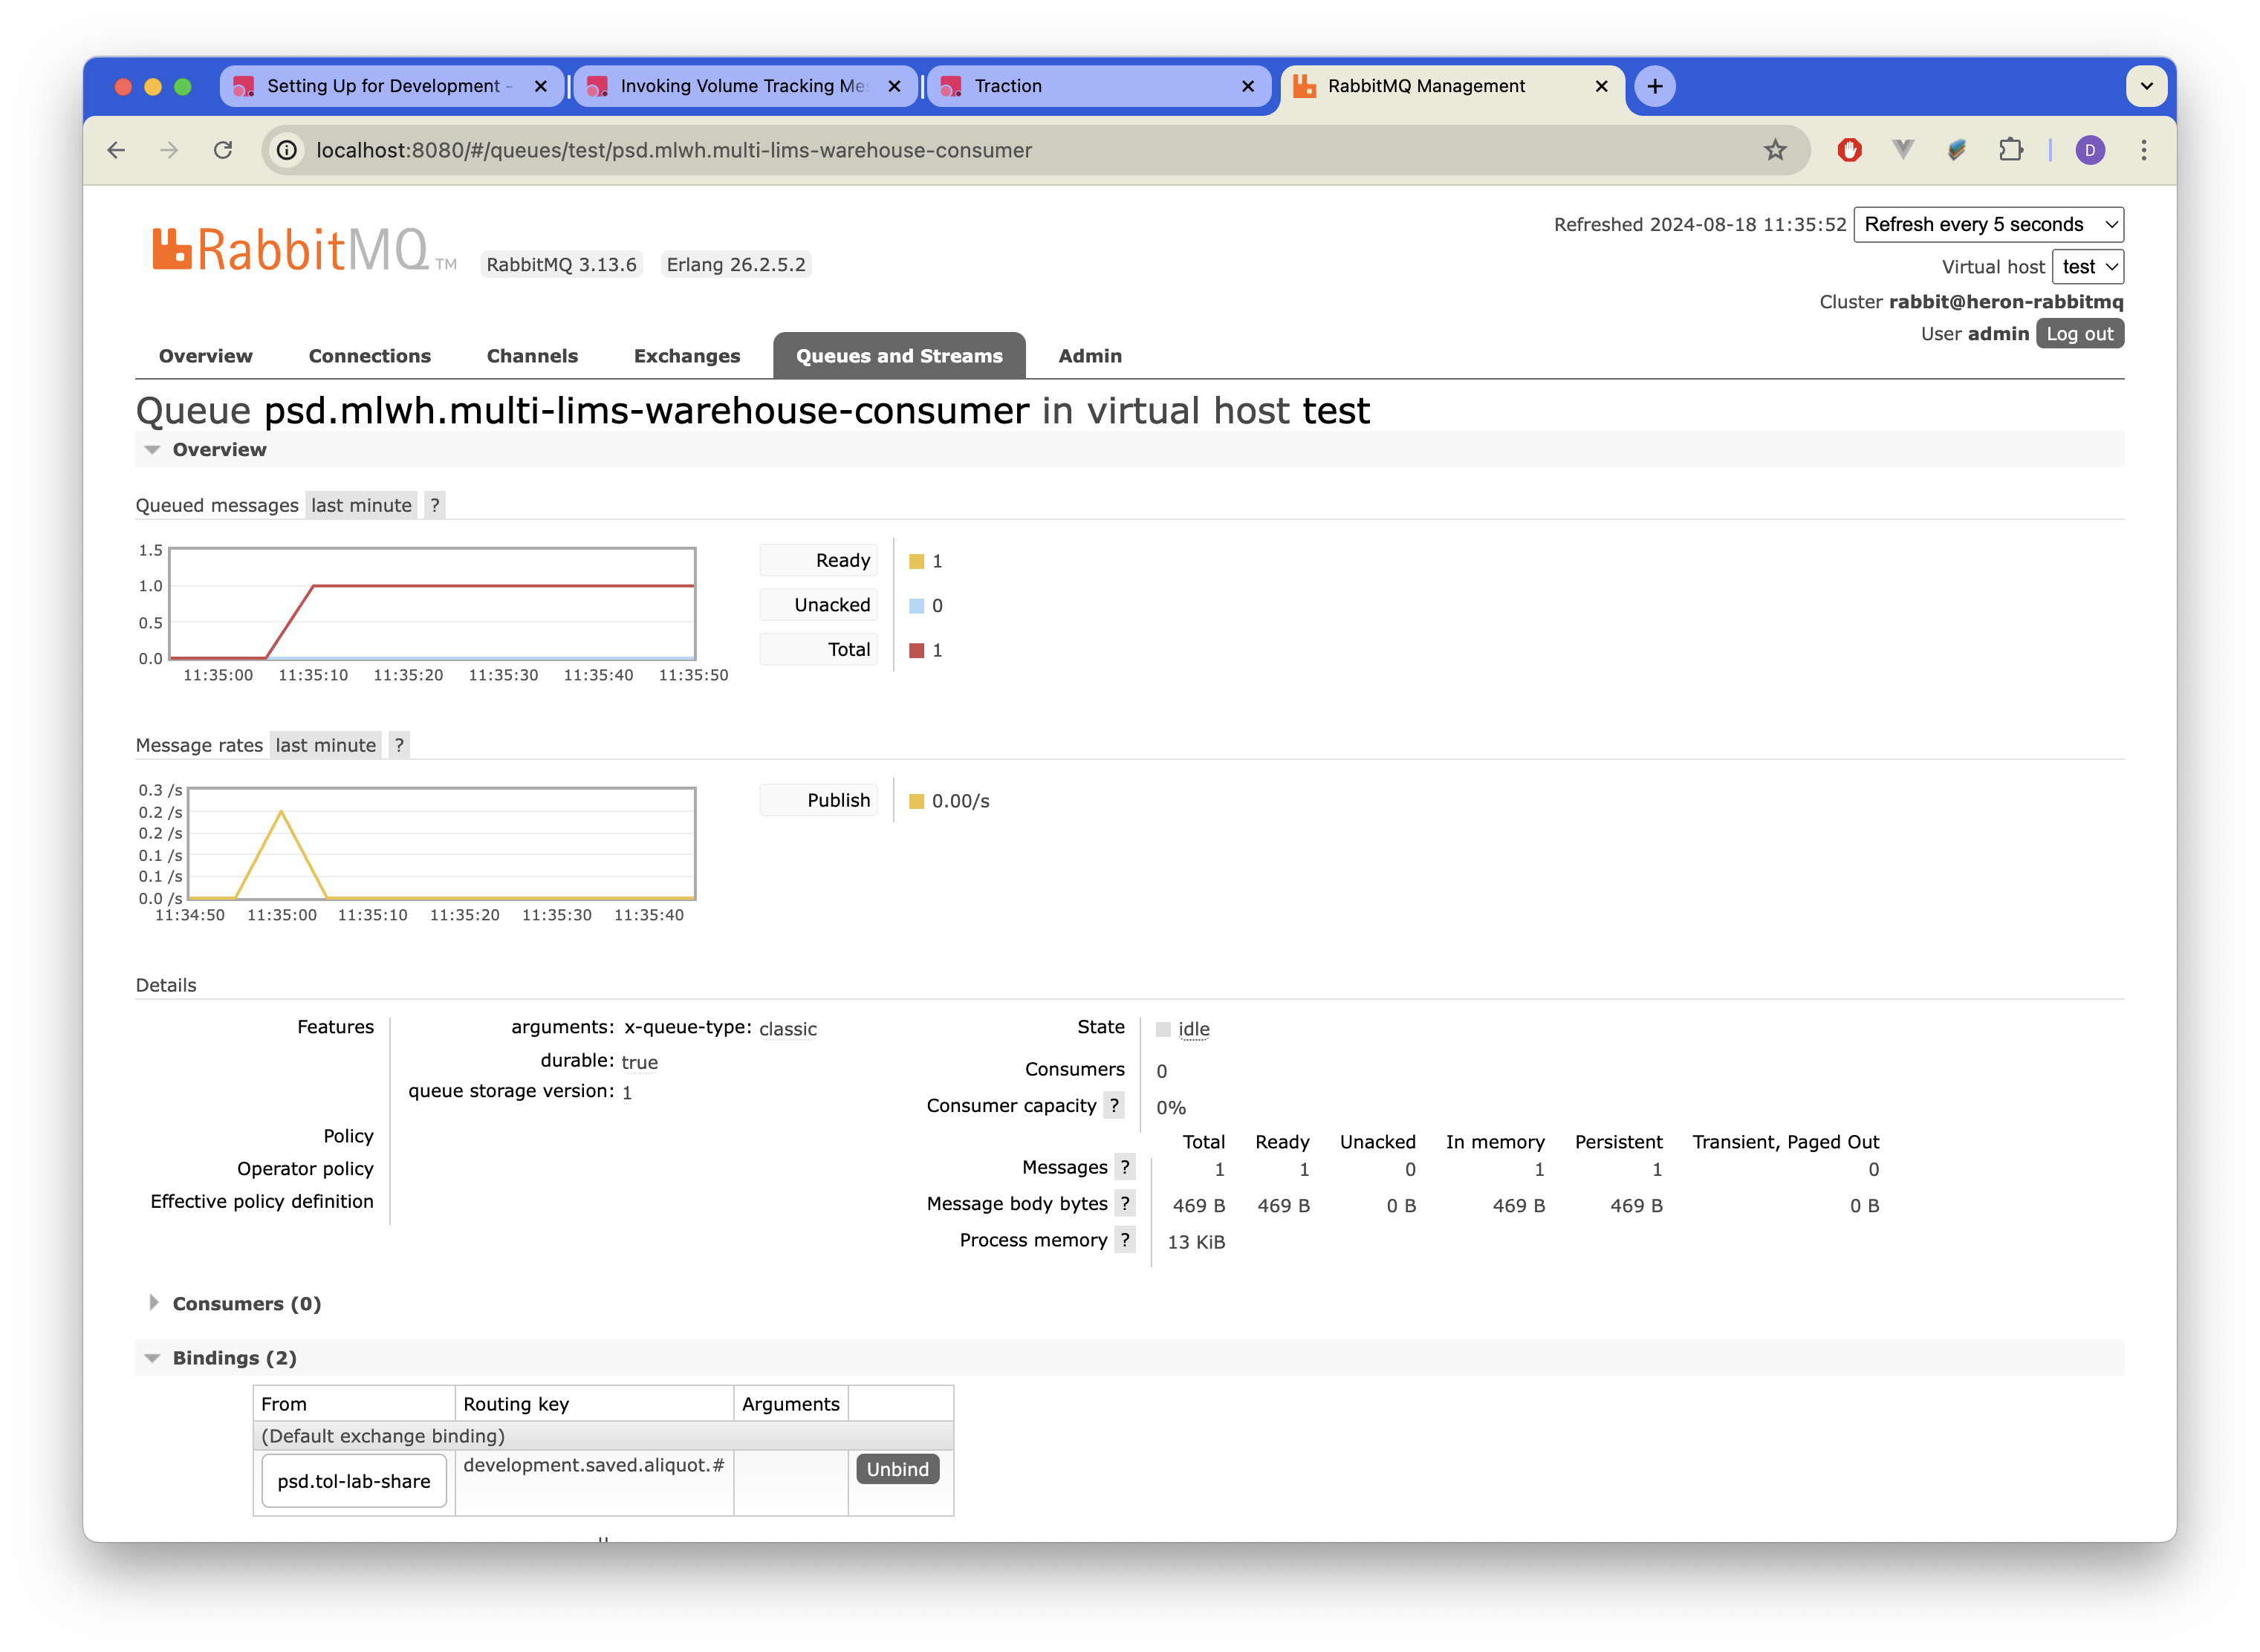 Setting Up for Development -
Invoking Volume Tracking Me
Traction
RabbitMQ Management
localhost:8080/#/queues/test/psd.mlwh.multi-lims-warehouse-consumer
D
RabbitMQ TM
RabbitMQ 3.13.6
Erlang 26.2.5.2
Refreshed 2024-08-18 11:35:52
Refresh every 5 seconds
Virtual host test
Cluster rabbit@heron-rabbitmq
User admin Log out
Overview
Connections
Channels
Exchanges
Queues and Streams
Admin
Queue psd.mlwh.multi-lims-warehouse-consumer in virtual host test
Overview
Queued messages last minute ?
1.5
1.0
0.5
0.0
11:35:00 11:35:10 11:35:20 11:35:30 11:35:40 11:35:50
Ready 1
Unacked 0
Total 1
Message rates last minute ?
0.3 /s
0.2 /s
0.2 /s
0.1 /s
0.1 /s
0.0 /s
11:34:50 11:35:00 11:35:10 11:35:20 11:35:30 11:35:40
Publish 0.00/s
Details
Features
arguments: x-queue-type: classic
durable: true
queue storage version: 1
Policy
Operator policy
Effective policy definition
State idle
Consumers 0
Consumer capacity ? 0%
Total Ready Unacked In memory Persistent Transient, Paged Out
Messages ? 1 1 0 1 1 0
Message body bytes ? 469 B 469 B 0 B 469 B 469 B 0 B
Process memory ? 13 KiB
Consumers (0)
Bindings (2)
From Routing key Arguments
(Default exchange binding)
psd.tol-lab-share development.saved.aliquot.# Unbind